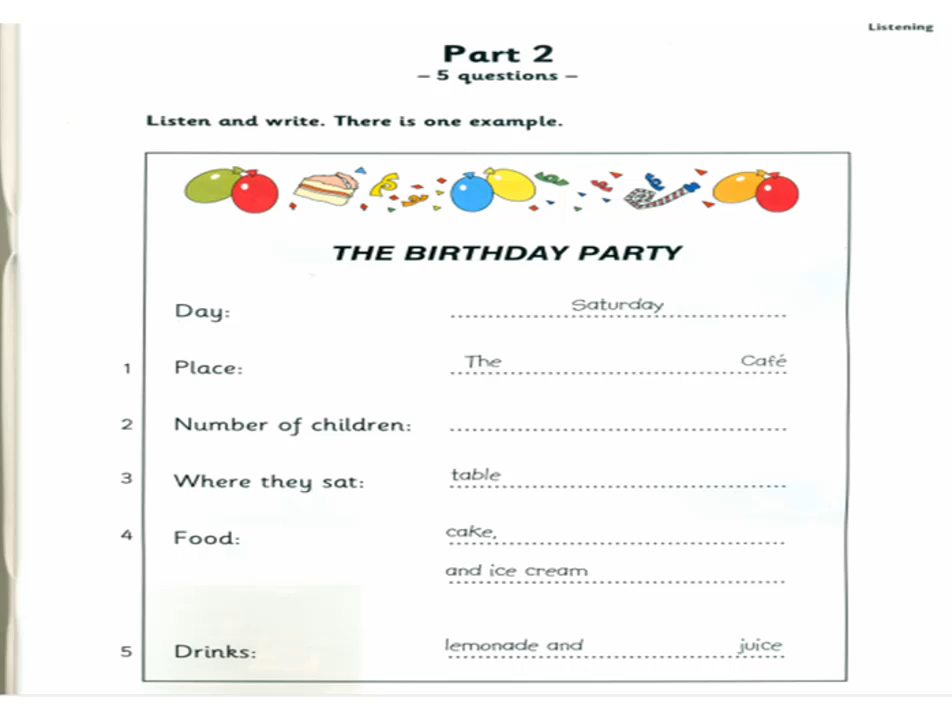 Listening
Part 2
– 5 questions –
Listen and write. There is one example.
THE BIRTHDAY PARTY
Day: Saturday
1 Place: The Café
2 Number of children:
3 Where they sat: table
4 Food: cake,
and ice cream
5 Drinks: lemonade and juice